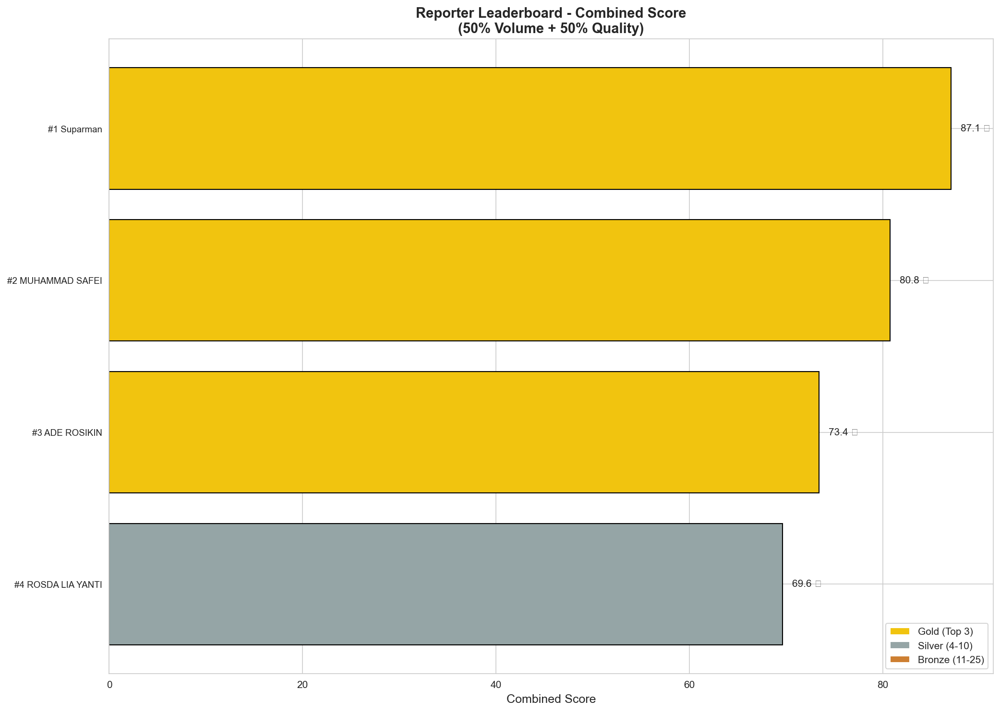 Reporter Leaderboard - Combined Score
(50% Volume + 50% Quality)
#1 Suparman
87.1
#2 MUHAMMAD SAFEI
80.8
#3 ADE ROSIKIN
73.4
#4 ROSDA LIA YANTI
69.6
Gold (Top 3)
Silver (4-10)
Bronze (11-25)
0 20 40 60 80
Combined Score